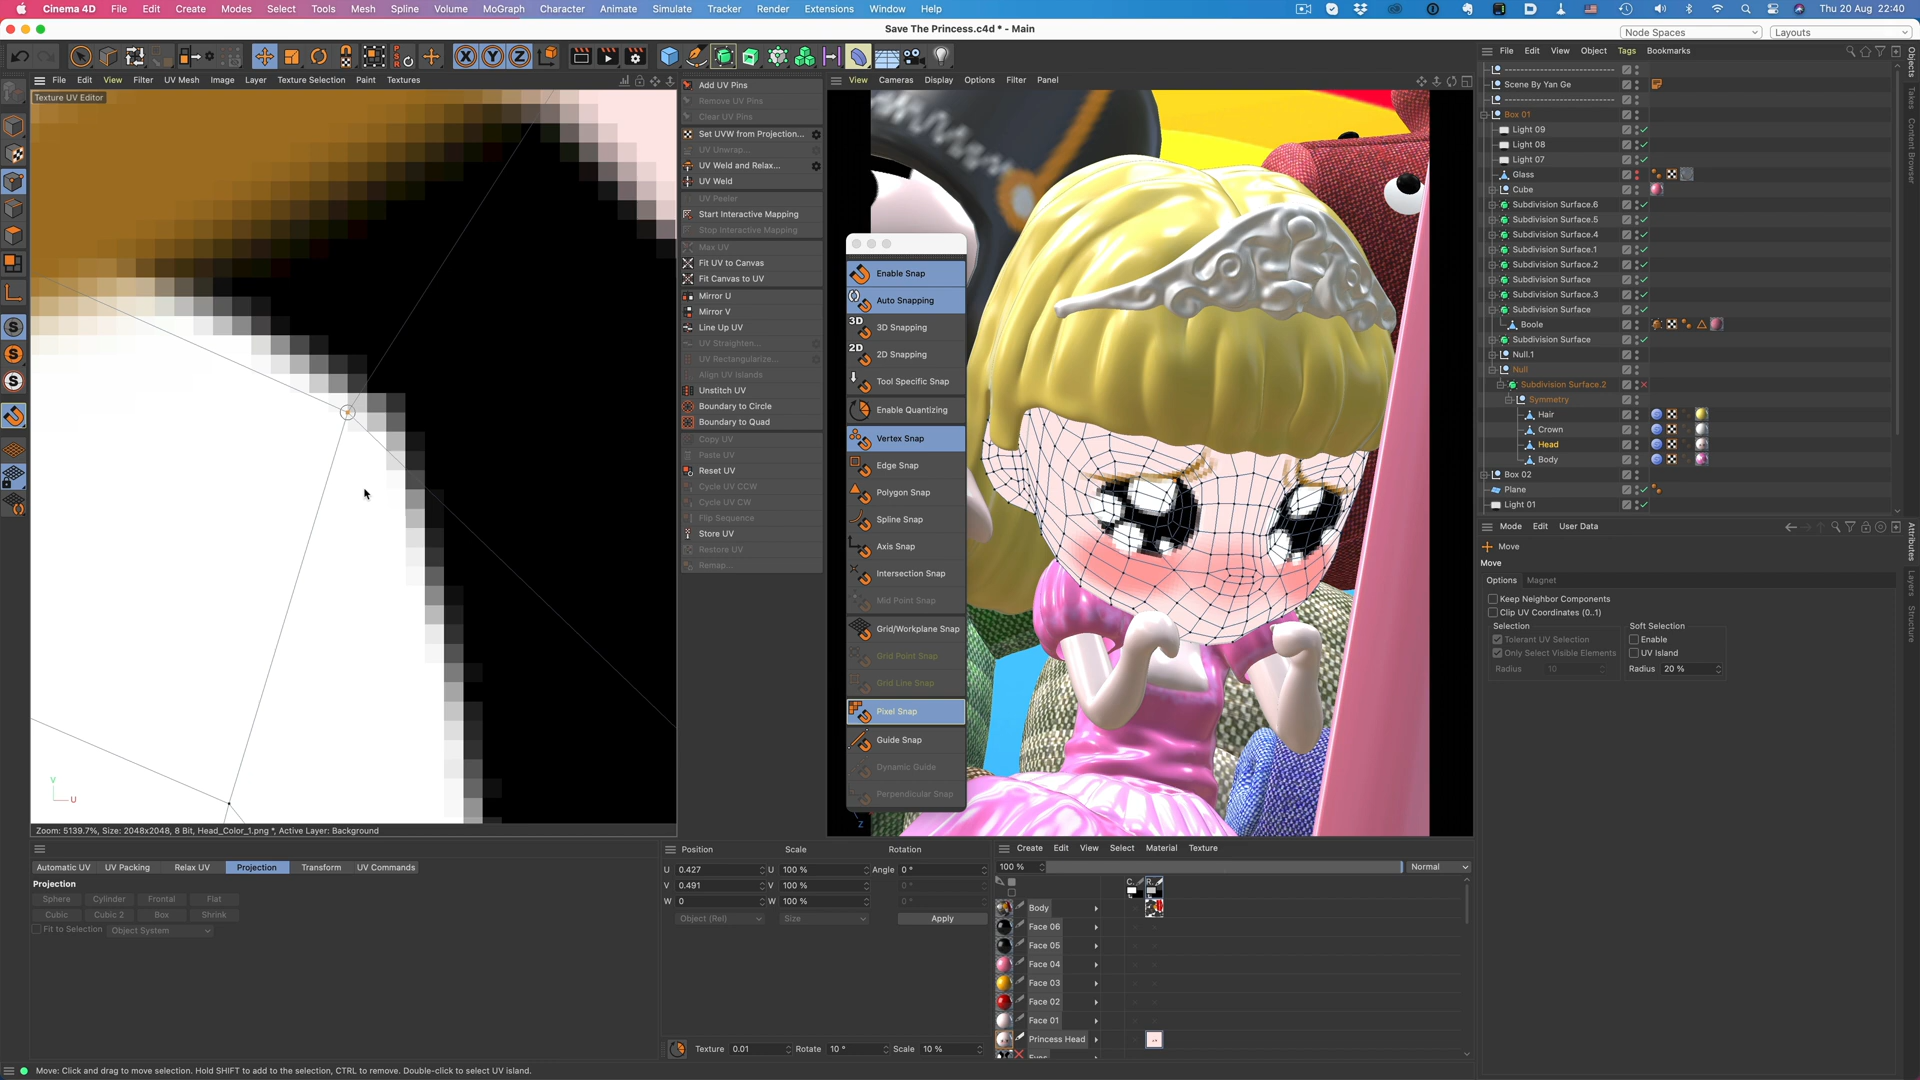 Cinema 4D File Edit Create Modes Select Tools Mesh Spline Volume MoGraph Character Animate Simulate Tracker Render Extensions Window Help Thu 20 Aug 22:40
Save The Princess.c4d * - Main
Node Spaces
Layouts
File Edit View Filter UV Mesh Image Layer Texture Selection Paint Textures
Texture UV Editor
Zoom: 5139.7%, Size: 2048x2048, 8 Bit, Head_Color_1.png *, Active Layer: Background
V
U
Add UV Pins
Remove UV Pins
Clear UV Pins
Set UVW from Projection...
UV Unwrap...
UV Weld and Relax...
UV Weld
UV Peeler
Start Interactive Mapping
Stop Interactive Mapping
Max UV
Fit UV to Canvas
Fit Canvas to UV
Mirror U
Mirror V
Line Up UV
UV Straighten...
UV Rectangularize...
Align UV Islands
Unstitch UV
Boundary to Circle
Boundary to Quad
Copy UV
Paste UV
Reset UV
Cycle UV CCW
Cycle UV CW
Flip Sequence
Store UV
Restore UV
Remap...
View Cameras Display Options Filter Panel
Enable Snap
Auto Snapping
3D 3D Snapping
2D 2D Snapping
Tool Specific Snap
Enable Quantizing
Vertex Snap
Edge Snap
Polygon Snap
Spline Snap
Axis Snap
Intersection Snap
Mid Point Snap
Grid/Workplane Snap
Grid Point Snap
Grid Line Snap
Pixel Snap
Guide Snap
Dynamic Guide
Perpendicular Snap
Z
File Edit View Object Tags Bookmarks
Scene By Yan Ge
Box 01
Light 09
Light 08
Light 07
Glass
Cube
Subdivision Surface.6
Subdivision Surface.5
Subdivision Surface.4
Subdivision Surface.1
Subdivision Surface.2
Subdivision Surface
Subdivision Surface.3
Subdivision Surface
Boole
Subdivision Surface
Null.1
Null
Subdivision Surface.2
Symmetry
Hair
Crown
Head
Body
Box 02
Plane
Light 01
Objects
Takes
Content Browser
Mode Edit User Data
Move
Move
Options Magnet
Keep Neighbor Components
Clip UV Coordinates (0..1)
Selection
Tolerant UV Selection
Only Select Visible Elements
Radius 10
Soft Selection
Enable
UV Island
Radius 20 %
Attributes
Layers
Structure
Automatic UV UV Packing Relax UV Projection Transform UV Commands
Projection
Sphere Cylinder Frontal Flat
Cubic Cubic 2 Box Shrink
Fit to Selection Object System
Position Scale Rotation
U 0.427 U 100 % Angle 0 °
V 0.491 V 100 % 0 °
W 0 W 100 % 0 °
Object (Rel) Size Apply
Texture 0.01 Rotate 10 ° Scale 10 %
Create Edit View Select Material Texture
100 % Normal
C. R.
Body
Face 06
Face 05
Face 04
Face 03
Face 02
Face 01
Princess Head
Move: Click and drag to move selection. Hold SHIFT to add to the selection, CTRL to remove. Double-click to select UV island.